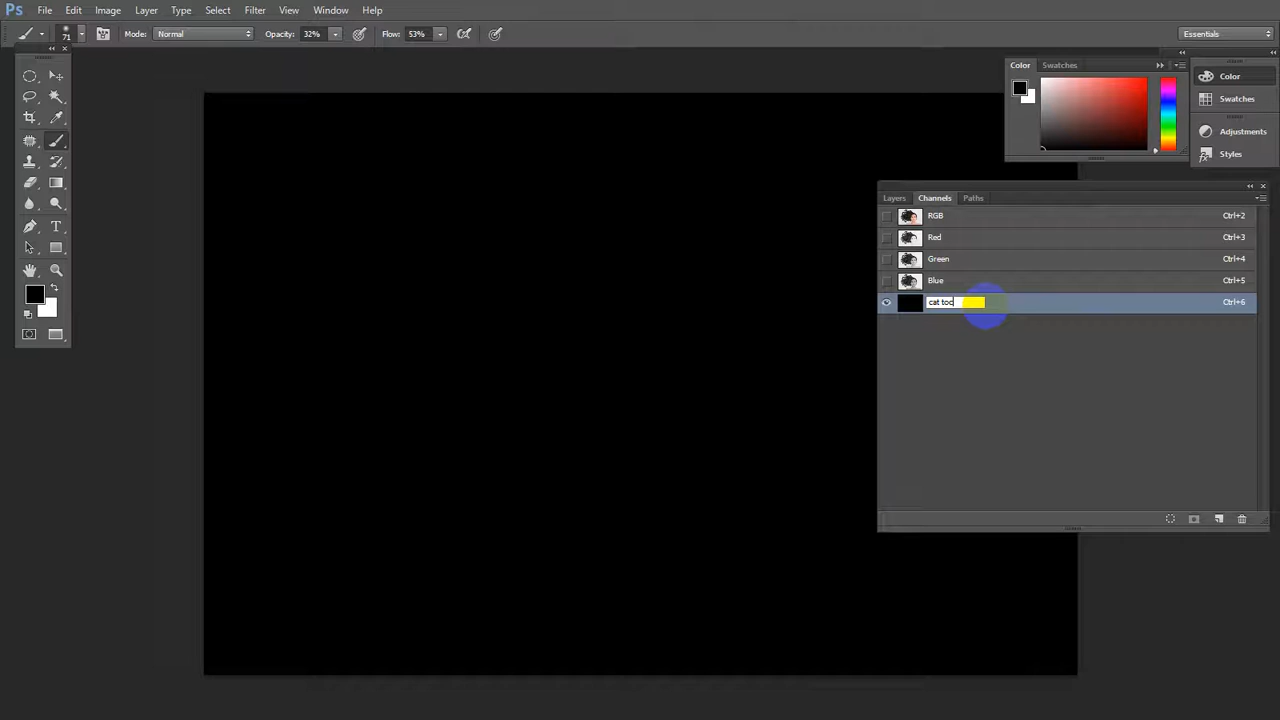 Ps File Edit Image Layer Type Select Filter View Window Help
71 Mode: Normal Opacity: 32% Flow: 53% Essentials
Color Swatches
Color
Swatches
Adjustments
Styles
Layers Channels Paths
RGB Ctrl+2
Red Ctrl+3
Green Ctrl+4
Blue Ctrl+5
cat toc Ctrl+6